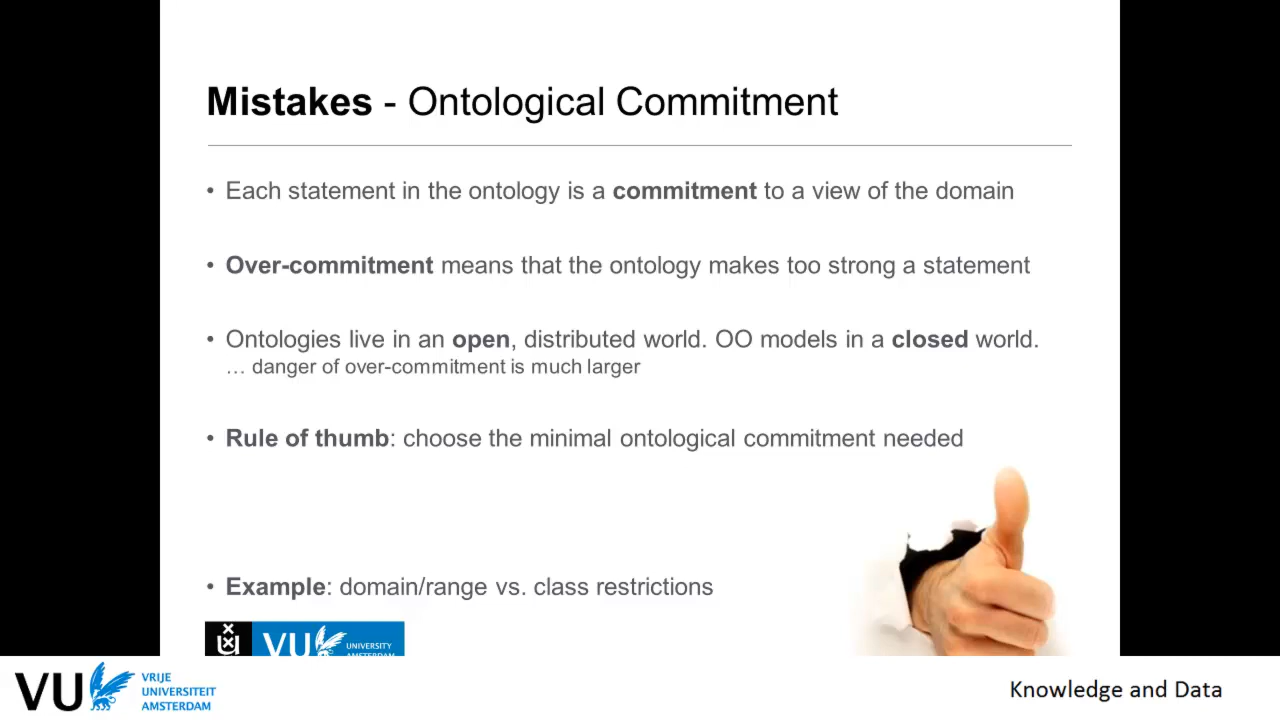 Mistakes - Ontological Commitment
• Each statement in the ontology is a commitment to a view of the domain
• Over-commitment means that the ontology makes too strong a statement
• Ontologies live in an open, distributed world. OO models in a closed world.
… danger of over-commitment is much larger
• Rule of thumb: choose the minimal ontological commitment needed
• Example: domain/range vs. class restrictions
VU UNIVERSITY
AMSTERDAM
VU VRIJE
UNIVERSITEIT
AMSTERDAM
Knowledge and Data